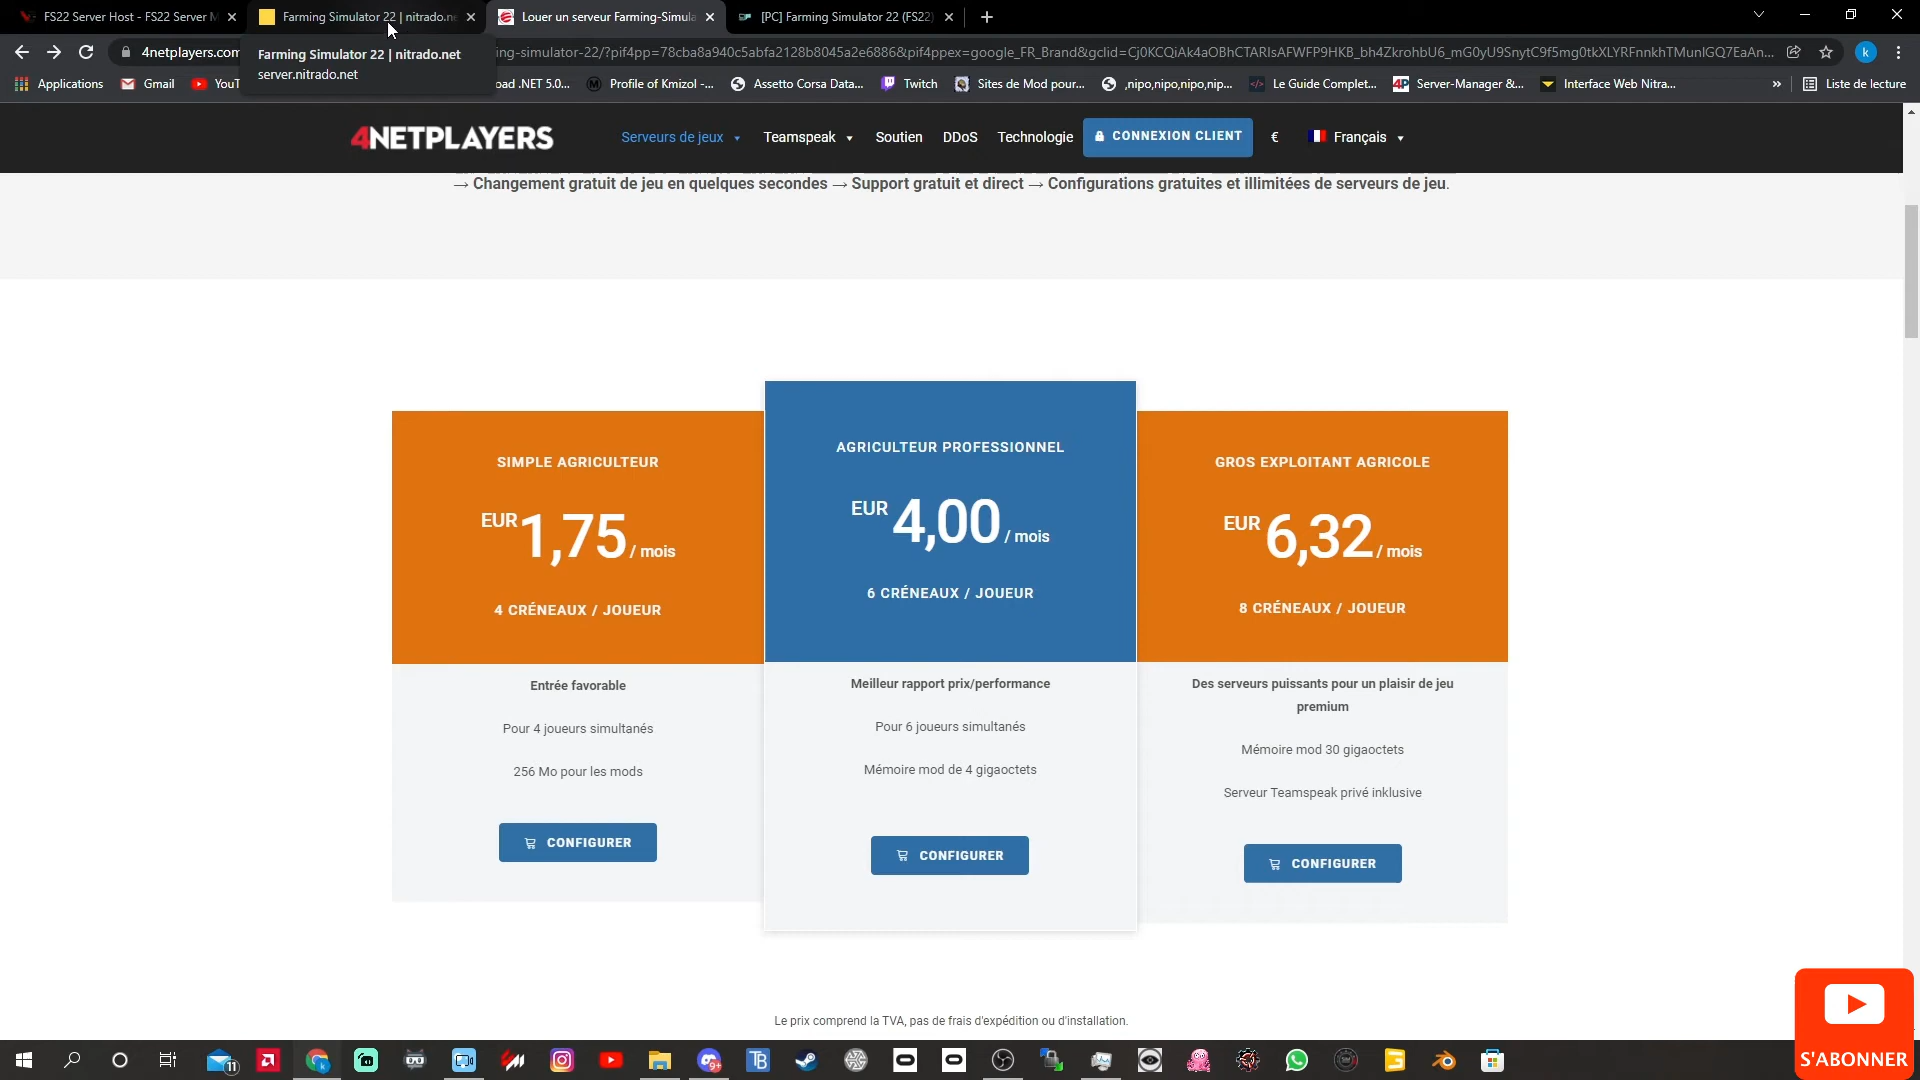 FS22 Server Host - FS22 Server M
Farming Simulator 22 | nitrado.ne
Louer un serveur Farming-Simula
[PC] Farming Simulator 22 (FS22)
4netplayers.com
ing-simulator-22/?pif4pp=78cba8a940c5abfa2128b8045a2e6886&pif4ppex=google_FR_Brand&gclid=Cj0KCQiAk4aOBhCTARIsAFWFP9HKB_bh4ZkrohbU6_mG0yU9SnytC9f5mg0tkXLYRFnnkhTMunIGQ7EaAn...
Farming Simulator 22 | nitrado.net
server.nitrado.net
Applications
Gmail
YouT
oad .NET 5.0...
Profile of Kmizol -...
Assetto Corsa Data...
Twitch
Sites de Mod pour...
,nipo,nipo,nipo,nip...
Le Guide Complet...
Server-Manager &...
Interface Web Nitra...
»
Liste de lecture
4NETPLAYERS
Serveurs de jeux
Teamspeak
Soutien
DDoS
Technologie
CONNEXION CLIENT
€
Français
→ Changement gratuit de jeu en quelques secondes → Support gratuit et direct → Configurations gratuites et illimitées de serveurs de jeu.
SIMPLE AGRICULTEUR
EUR 1,75 / mois
4 CRÉNEAUX / JOUEUR
Entrée favorable
Pour 4 joueurs simultanés
256 Mo pour les mods
CONFIGURER
AGRICULTEUR PROFESSIONNEL
EUR 4,00 / mois
6 CRÉNEAUX / JOUEUR
Meilleur rapport prix/performance
Pour 6 joueurs simultanés
Mémoire mod de 4 gigaoctets
CONFIGURER
GROS EXPLOITANT AGRICOLE
EUR 6,32 / mois
8 CRÉNEAUX / JOUEUR
Des serveurs puissants pour un plaisir de jeu
premium
Mémoire mod 30 gigaoctets
Serveur Teamspeak privé inklusive
CONFIGURER
Le prix comprend la TVA, pas de frais d'expédition ou d'installation.
S'ABONNER